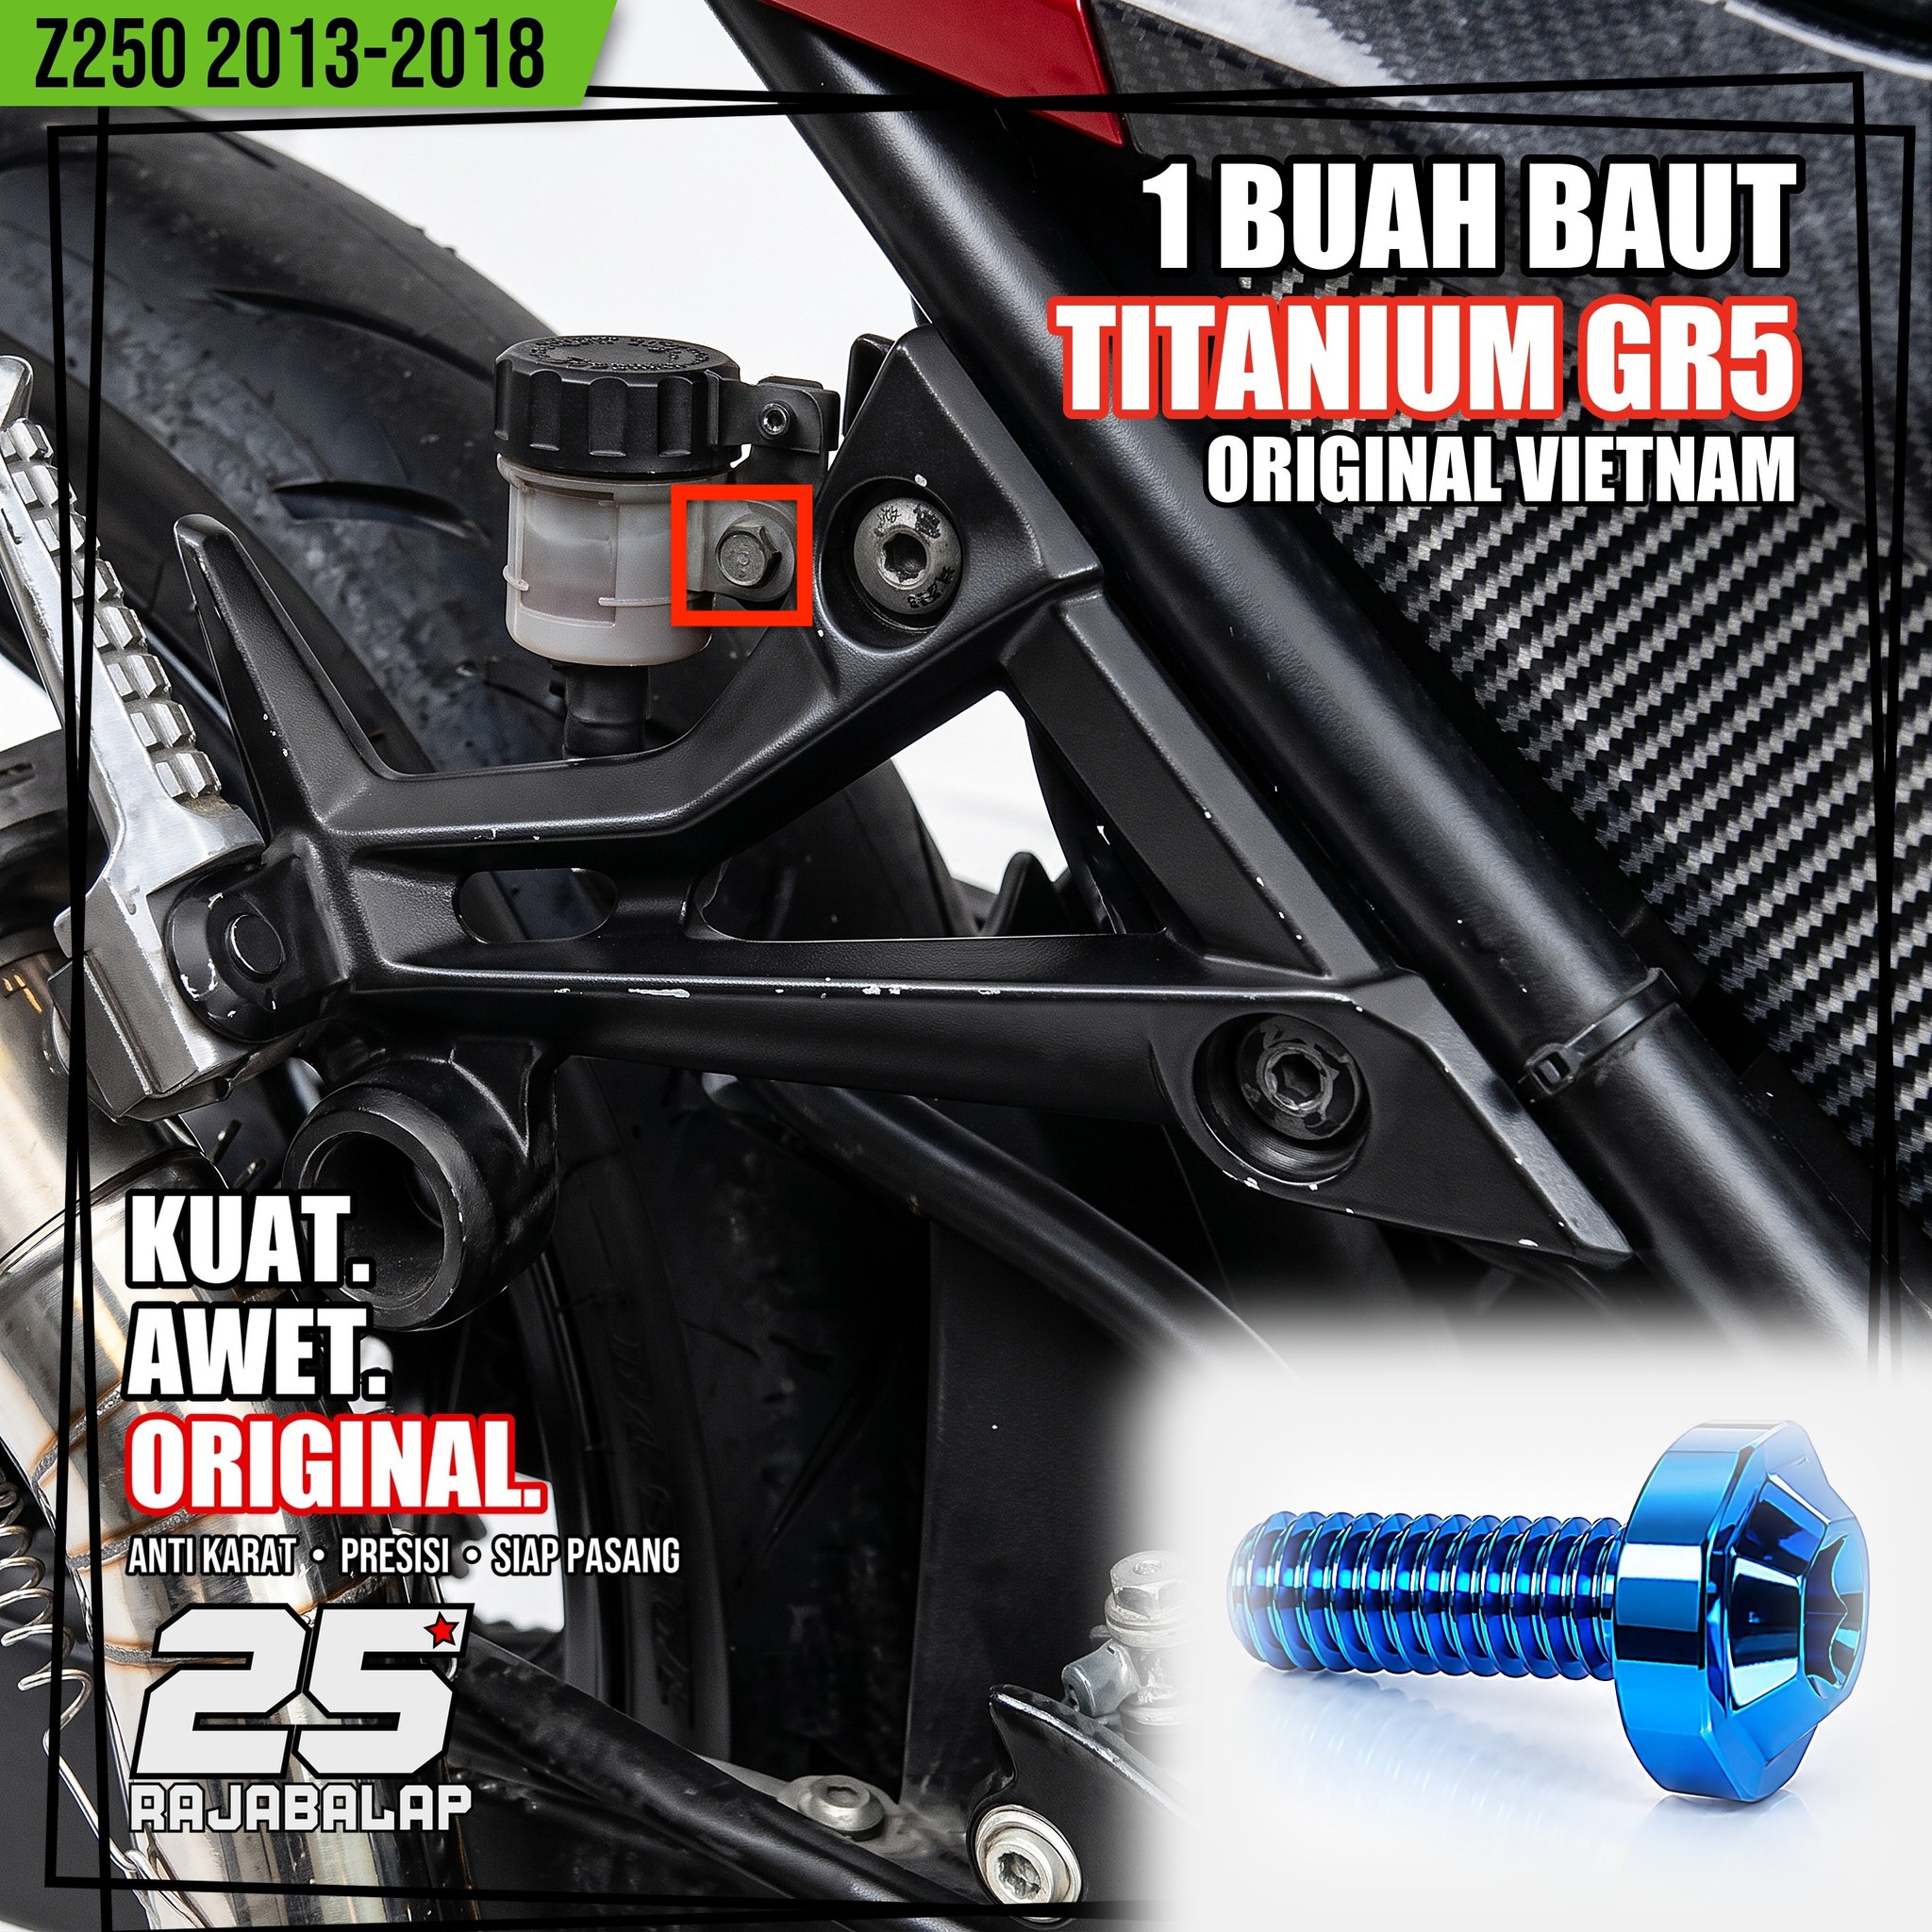 Z250 2013-2018
1 BUAH BAUT
TITANIUM GR5
ORIGINAL VIETNAM
KUAT.
AWET.
ORIGINAL.
ANTI KARAT • PRESISI • SIAP PASANG
25
RAJABALAP